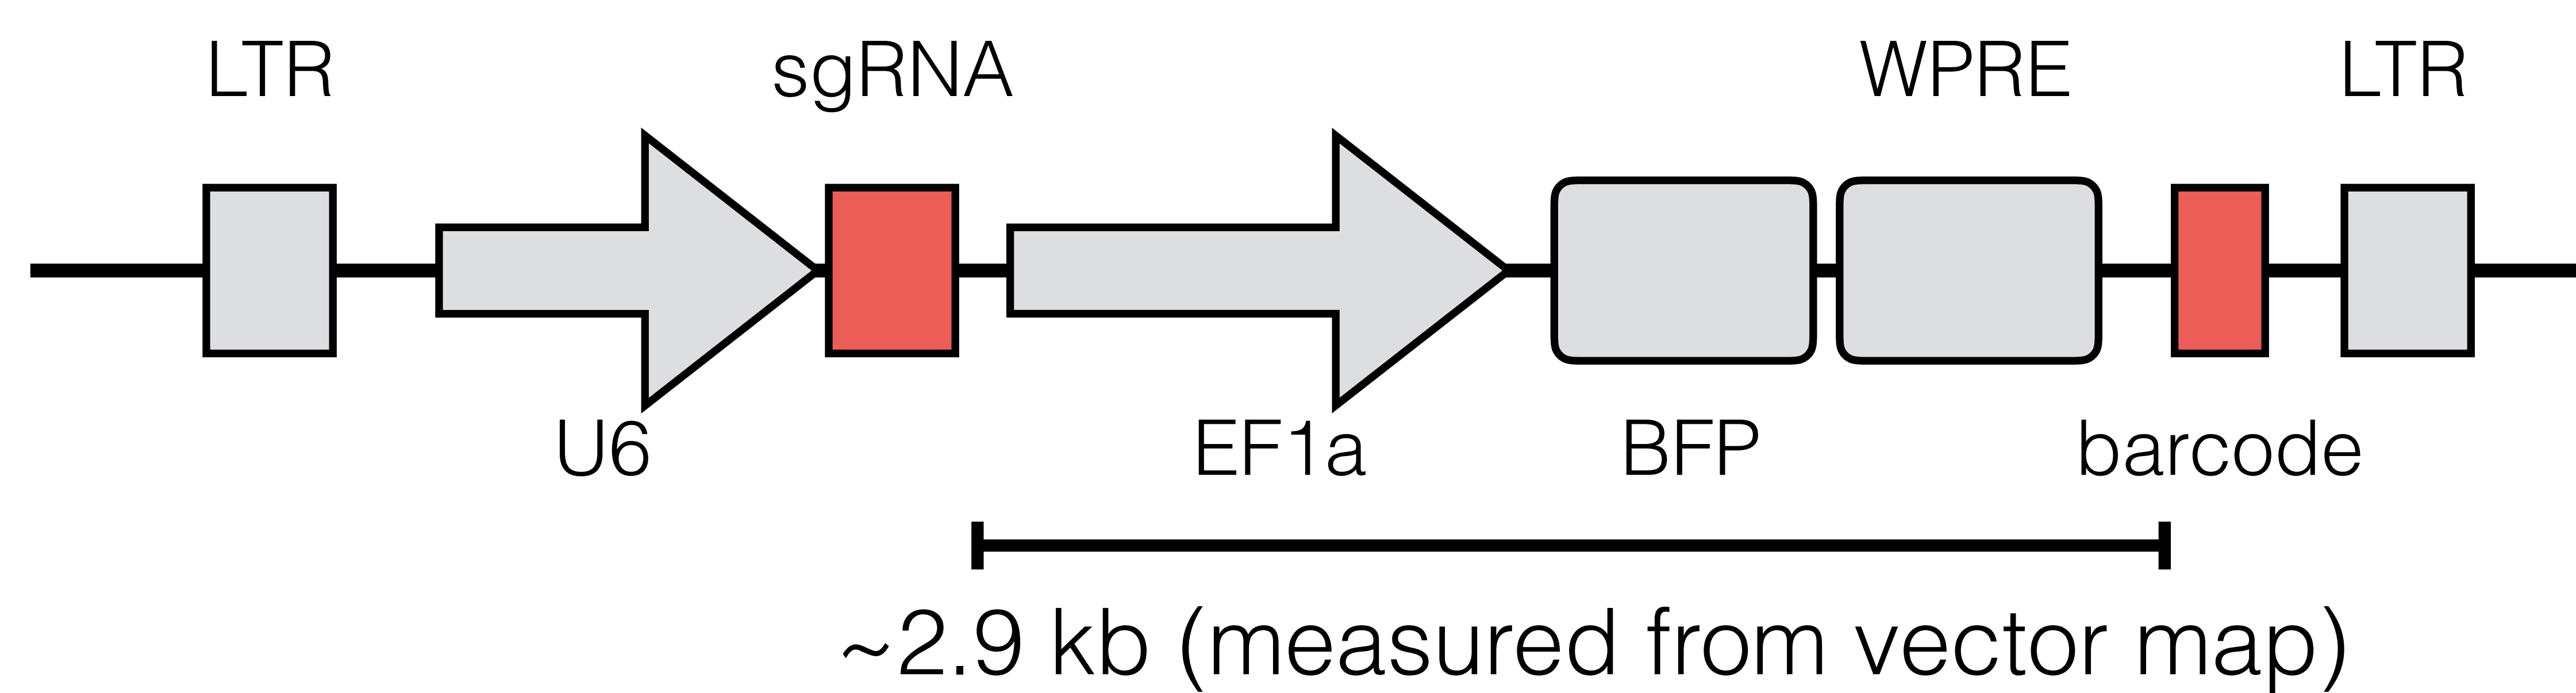 LTR sgRNA WPRE LTR
U6 EF1a BFP barcode
~2.9 kb (measured from vector map)